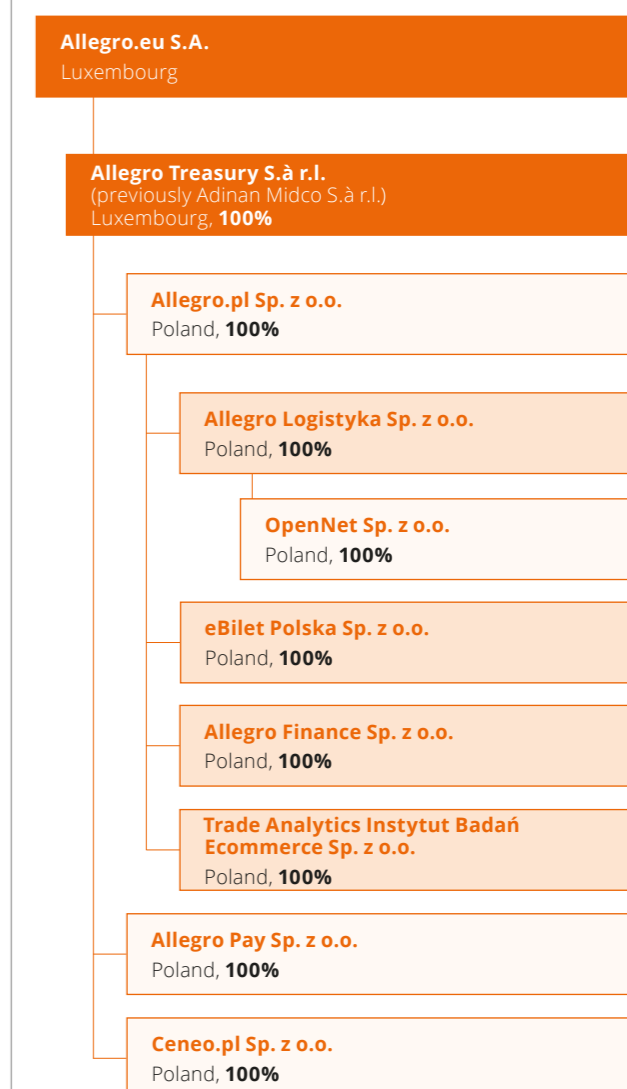 Allegro.eu S.A.
Luxembourg
Allegro Treasury S.à r.l.
(previously Adinan Midco S.à r.l.)
Luxembourg, 100%
Allegro.pl Sp. z o.o.
Poland, 100%
Allegro Logistyka Sp. z o.o.
Poland, 100%
OpenNet Sp. z o.o.
Poland, 100%
eBilet Polska Sp. z o.o.
Poland, 100%
Allegro Finance Sp. z o.o.
Poland, 100%
Trade Analytics Instytut Badań
Ecommerce Sp. z o.o.
Poland, 100%
Allegro Pay Sp. z o.o.
Poland, 100%
Ceneo.pl Sp. z o.o.
Poland, 100%